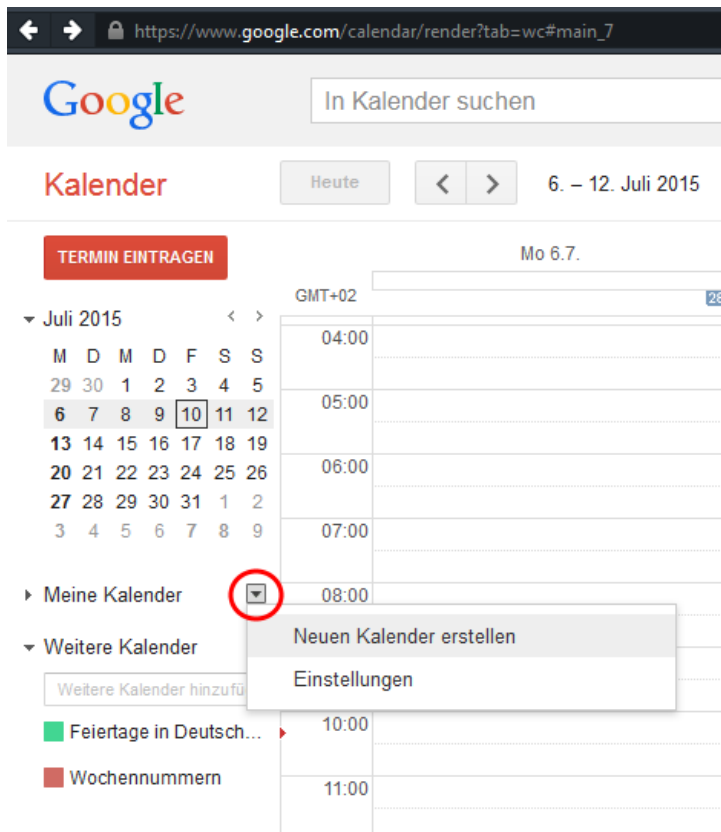 https://www.google.com/calendar/render?tab=wc#main_7
Google
In Kalender suchen
Kalender
Heute
6. – 12. Juli 2015
TERMIN EINTRAGEN
Mo 6.7.
GMT+02
28
Juli 2015
M D M D F S S
29 30 1 2 3 4 5
6 7 8 9 10 11 12
13 14 15 16 17 18 19
20 21 22 23 24 25 26
27 28 29 30 31 1 2
3 4 5 6 7 8 9
04:00
05:00
06:00
07:00
Meine Kalender
08:00
Neuen Kalender erstellen
Einstellungen
Weitere Kalender
Weitere Kalender hinzufü
Feiertage in Deutsch...
Wochennummern
10:00
11:00